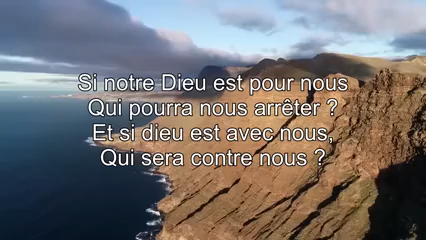 Si notre Dieu est pour nous
Qui pourra nous arrêter ?
Et si dieu est avec nous,
Qui sera contre nous ?